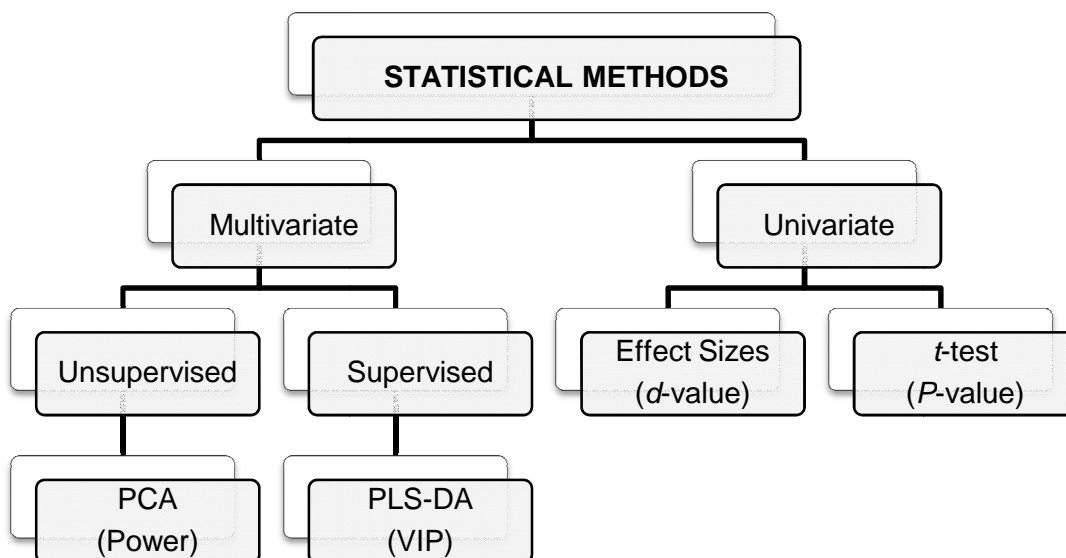 STATISTICAL METHODS
Multivariate
Univariate
Unsupervised
Supervised
Effect Sizes
(d-value)
t-test
(P-value)
PCA
(Power)
PLS-DA
(VIP)